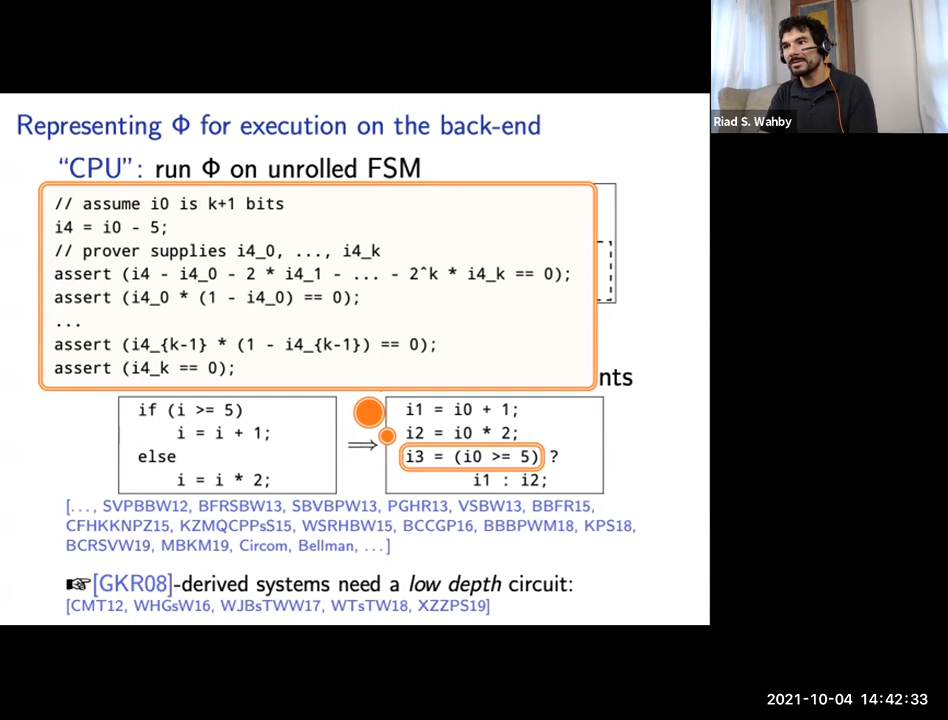 Riad S. Wahby
Representing Φ for execution on the back-end
“CPU”: run Φ on unrolled FSM
// assume i0 is k+1 bits
i4 = i0 - 5;
// prover supplies i4_0, ..., i4_k
assert (i4 - i4_0 - 2 * i4_1 - ... - 2^k * i4_k == 0);
assert (i4_0 * (1 - i4_0) == 0);
...
assert (i4_{k-1} * (1 - i4_{k-1}) == 0);
assert (i4_k == 0);
nts
if (i >= 5)
i = i + 1;
else
i = i * 2;
⟹
i1 = i0 + 1;
i2 = i0 * 2;
i3 = (i0 >= 5) ?
i1 : i2;
[..., SVPBBW12, BFRSBW13, SBVBPW13, PGHR13, VSBW13, BBFR15,
CFHKKNPZ15, KZMQCPPsS15, WSRHBW15, BCCGP16, BBBPWM18, KPS18,
BCRSVW19, MBKM19, Circom, Bellman, ...]
☞[GKR08]-derived systems need a low depth circuit:
[CMT12, WHGsW16, WJBsTWW17, WTsTW18, XZZPS19]
2021-10-04 14:42:33